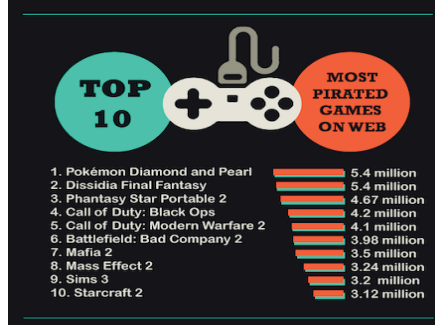 TOP
10
MOST
PIRATED
GAMES
ON WEB
1. Pokémon Diamond and Pearl 5.4 million
2. Dissidia Final Fantasy 5.4 million
3. Phantasy Star Portable 2 4.67 million
4. Call of Duty: Black Ops 4.2 million
5. Call of Duty: Modern Warfare 2 4.1 million
6. Battlefield: Bad Company 2 3.98 million
7. Mafia 2 3.5 million
8. Mass Effect 2 3.24 million
9. Sims 3 3.2 million
10. Starcraft 2 3.12 million